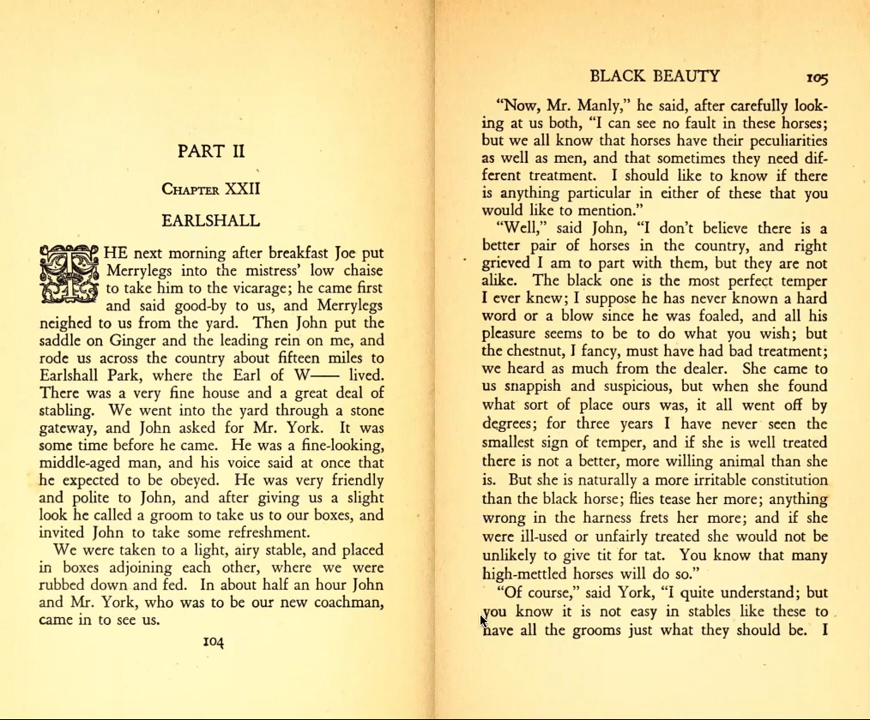 PART II
CHAPTER XXII
EARLSHALL
THE next morning after breakfast Joe put
Merrylegs into the mistress' low chaise
to take him to the vicarage; he came first
and said good-by to us, and Merrylegs
neighed to us from the yard. Then John put the
saddle on Ginger and the leading rein on me, and
rode us across the country about fifteen miles to
Earlshall Park, where the Earl of W—— lived.
There was a very fine house and a great deal of
stabling. We went into the yard through a stone
gateway, and John asked for Mr. York. It was
some time before he came. He was a fine-looking,
middle-aged man, and his voice said at once that
he expected to be obeyed. He was very friendly
and polite to John, and after giving us a slight
look he called a groom to take us to our boxes, and
invited John to take some refreshment.
We were taken to a light, airy stable, and placed
in boxes adjoining each other, where we were
rubbed down and fed. In about half an hour John
and Mr. York, who was to be our new coachman,
came in to see us.
104
BLACK BEAUTY 105
"Now, Mr. Manly," he said, after carefully look-
ing at us both, "I can see no fault in these horses;
but we all know that horses have their peculiarities
as well as men, and that sometimes they need dif-
ferent treatment. I should like to know if there
is anything particular in either of these that you
would like to mention."
"Well," said John, "I don't believe there is a
better pair of horses in the country, and right
grieved I am to part with them, but they are not
alike. The black one is the most perfect temper
I ever knew; I suppose he has never known a hard
word or a blow since he was foaled, and all his
pleasure seems to be to do what you wish; but
the chestnut, I fancy, must have had bad treatment;
we heard as much from the dealer. She came to
us snappish and suspicious, but when she found
what sort of place ours was, it all went off by
degrees; for three years I have never seen the
smallest sign of temper, and if she is well treated
there is not a better, more willing animal than she
is. But she is naturally a more irritable constitution
than the black horse; flies tease her more; anything
wrong in the harness frets her more; and if she
were ill-used or unfairly treated she would not be
unlikely to give tit for tat. You know that many
high-mettled horses will do so."
"Of course," said York, "I quite understand; but
you know it is not easy in stables like these to
have all the grooms just what they should be. I